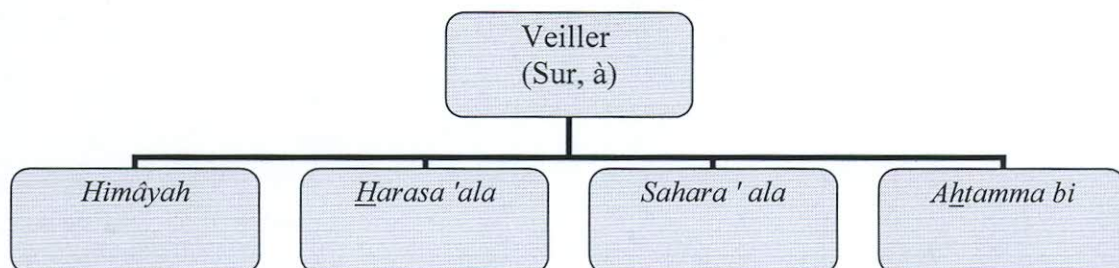 Veiller
(Sur, à)
Himâyah
Harasa 'ala
Sahara ' ala
Ahtamma bi